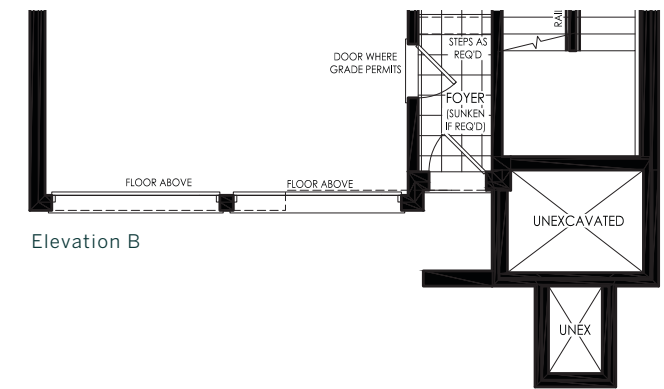 RAIL
STEPS AS
REQ'D
DOOR WHERE
GRADE PERMITS
FOYER
(SUNKEN
IF REQ'D)
FLOOR ABOVE
FLOOR ABOVE
UNEXCAVATED
Elevation B
UNEX